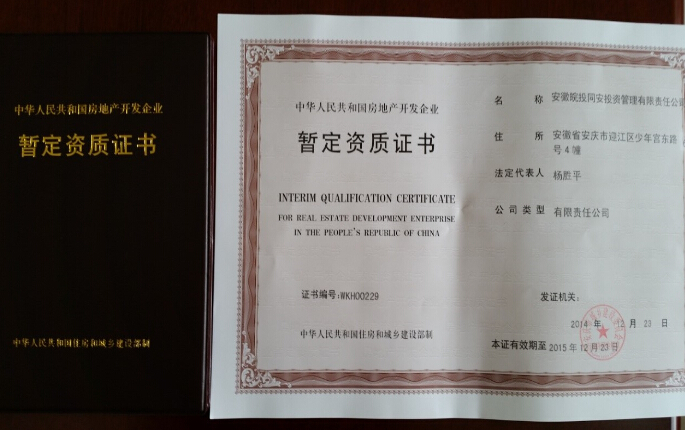 中华人民共和国房地产开发企业
暂定资质证书
中华人民共和国住房和城乡建设部制
中华人民共和国房地产开发企业
暂定资质证书
INTERIM QUALIFICATION CERTIFICATE
FOR REAL ESTATE DEVELOPMENT ENTERPRISE
IN THE PEOPLE'S REPUBLIC OF CHINA
证书编号:WKH00229
中华人民共和国住房和城乡建设部制
名 称 安徽皖投同安投资管理有限责任公司
住 所 安徽省安庆市迎江区少年宫东路
号4幢
法定代表人 杨胜平
公司类型 有限责任公司
发证机关:
2014 年 12 月 23 日
本证有效期至 2015 年 12 月 23 日